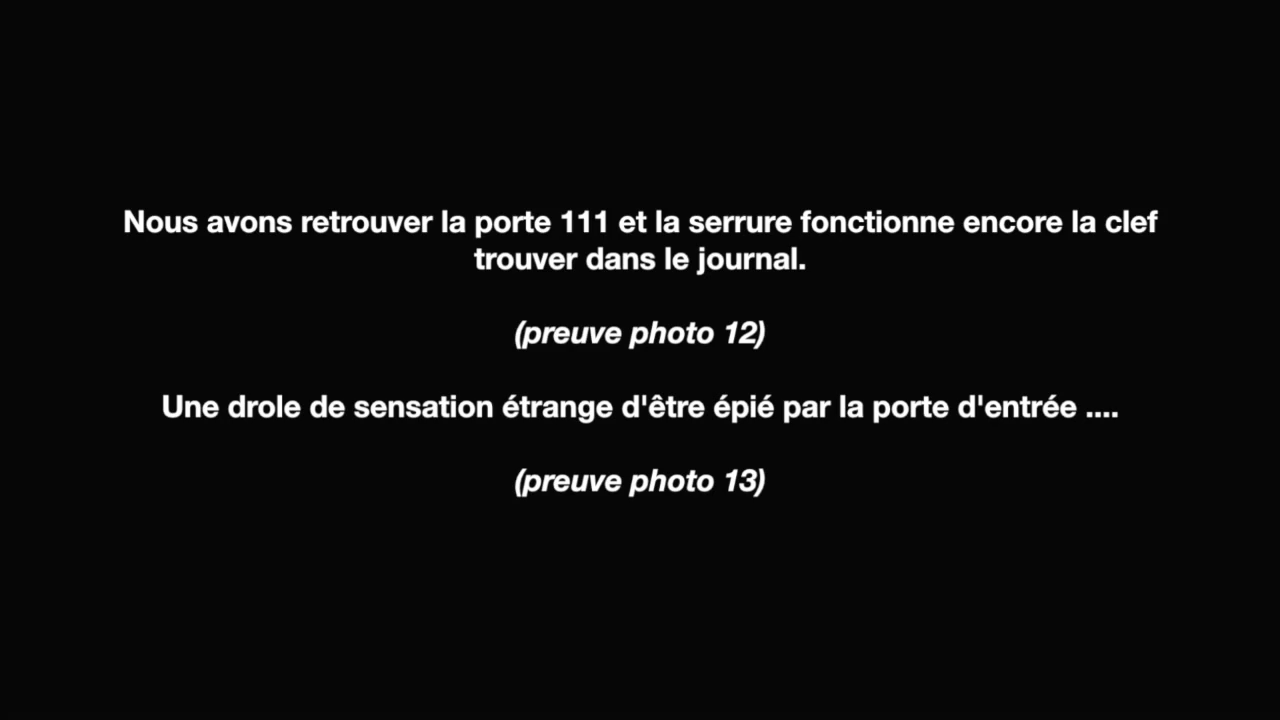 Nous avons retrouver la porte 111 et la serrure fonctionne encore la clef
trouver dans le journal.
(preuve photo 12)
Une drole de sensation étrange d'être épié par la porte d'entrée ....
(preuve photo 13)